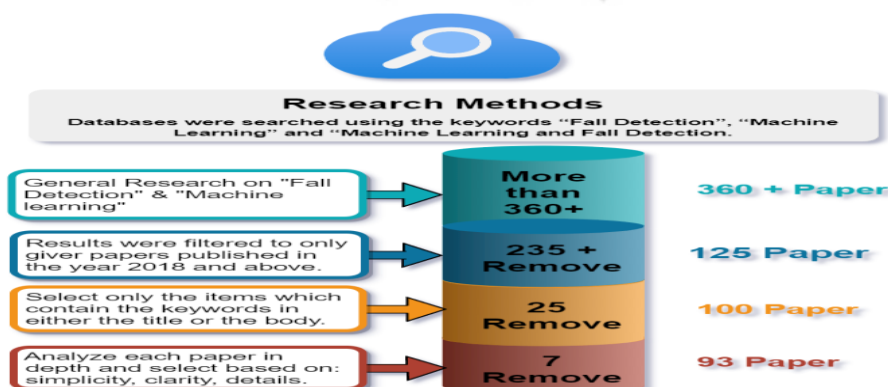 Research Methods
Databases were searched using the keywords “Fall Detection”, “Machine
Learning” and “Machine Learning and Fall Detection.
General Research on "Fall
Detection" & "Machine
learning"
More
than
360+
360 + Paper
Results were filtered to only
giver papers published in
the year 2018 and above.
235 +
Remove
125 Paper
Select only the items which
contain the keywords in
either the title or the body.
25
Remove
100 Paper
Analyze each paper in
depth and select based on:
simplicity, clarity, details.
7
Remove
93 Paper